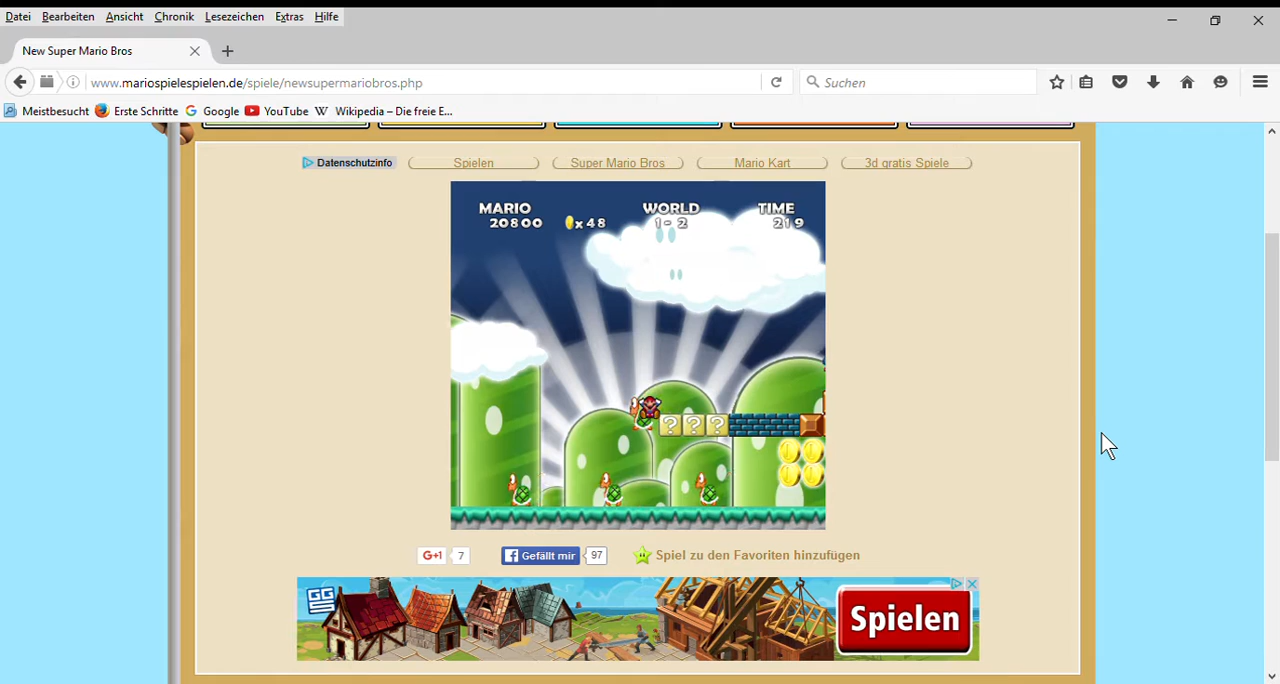 Datei Bearbeiten Ansicht Chronik Lesezeichen Extras Hilfe
New Super Mario Bros
www.mariospielespielen.de/spiele/newsupermariobros.php
Suchen
Meistbesucht Erste Schritte Google YouTube Wikipedia – Die freie E...
Datenschutzinfo Spielen Super Mario Bros Mario Kart 3d gratis Spiele
MARIO WORLD TIME
20800 x 48 1-2 219
? ? ?
G+1 7 Gefällt mir 97 Spiel zu den Favoriten hinzufügen
GGS
Spielen